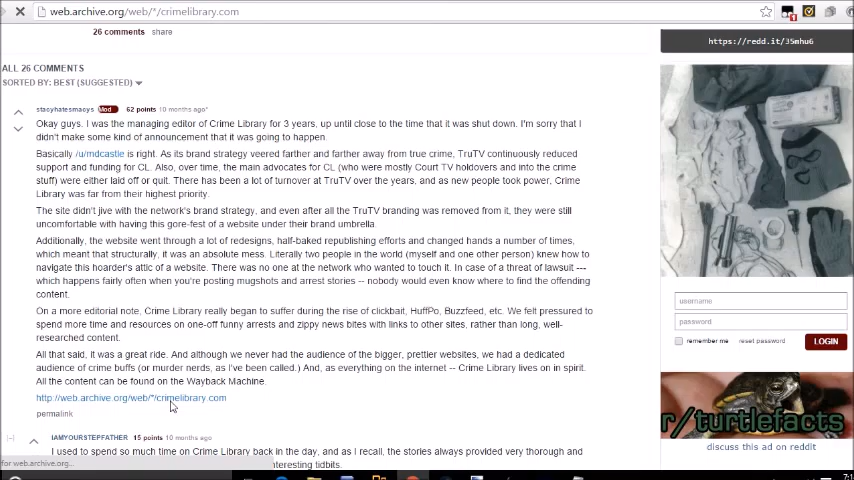 web.archive.org/web/*/crimelibrary.com
26 comments share
https://redd.it/35mhu6
ALL 26 COMMENTS
SORTED BY: BEST (SUGGESTED)
stacyhatesmacys Mod 62 points 10 months ago*
Okay guys. I was the managing editor of Crime Library for 3 years, up until close to the time that it was shut down. I'm sorry that I
didn't make some kind of announcement that it was going to happen.
Basically /u/mdcastle is right. As its brand strategy veered farther and farther away from true crime, TruTV continuously reduced
support and funding for CL. Also, over time, the main advocates for CL (who were mostly Court TV holdovers and into the crime
stuff) were either laid off or quit. There has been a lot of turnover at TruTV over the years, and as new people took power, Crime
Library was far from their highest priority.
The site didn't jive with the network's brand strategy, and even after all the TruTV branding was removed from it, they were still
uncomfortable with having this gore-fest of a website under their brand umbrella.
Additionally, the website went through a lot of redesigns, half-baked republishing efforts and changed hands a number of times,
which meant that structurally, it was an absolute mess. Literally two people in the world (myself and one other person) knew how to
navigate this hoarder's attic of a website. There was no one at the network who wanted to touch it. In case of a threat of lawsuit ---
which happens fairly often when you're posting mugshots and arrest stories -- nobody would even know where to find the offending
content.
On a more editorial note, Crime Library really began to suffer during the rise of clickbait, HuffPo, Buzzfeed, etc. We felt pressured to
spend more time and resources on one-off funny arrests and zippy news bites with links to other sites, rather than long, well-
researched content.
All that said, it was a great ride. And although we never had the audience of the bigger, prettier websites, we had a dedicated
audience of crime buffs (or murder nerds, as I've been called.) And, as everything on the internet -- Crime Library lives on in spirit.
All the content can be found on the Wayback Machine.
http://web.archive.org/web/*/crimelibrary.com
permalink
username
password
remember me reset password LOGIN
r/turtlefacts
discuss this ad on reddit
[-] IAMYOURSTEPFATHER 15 points 10 months ago
I used to spend so much time on Crime Library back in the day, and as I recall, the stories always provided very thorough and
interesting tidbits.
for web.archive.org...